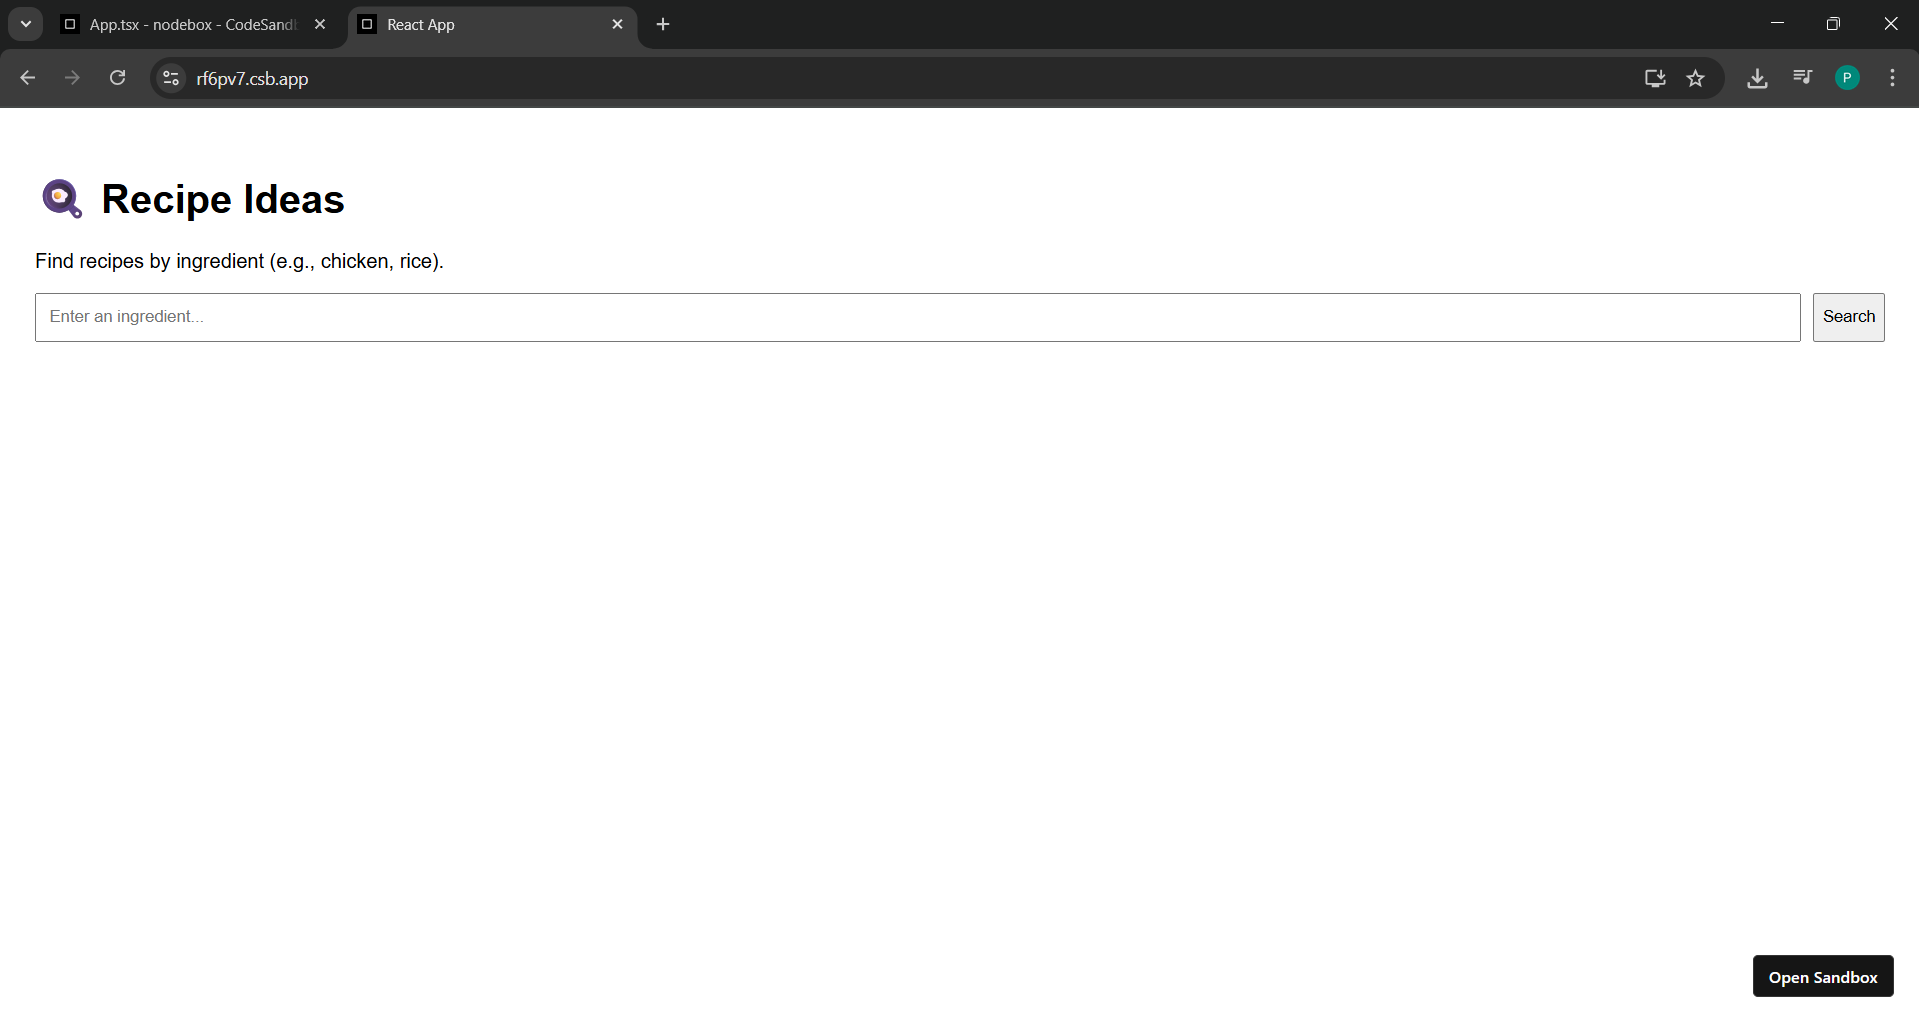 App.tsx - nodebox - CodeSand
React App
rf6pv7.csb.app
P
Recipe Ideas
Find recipes by ingredient (e.g., chicken, rice).
Enter an ingredient...
Search
Open Sandbox